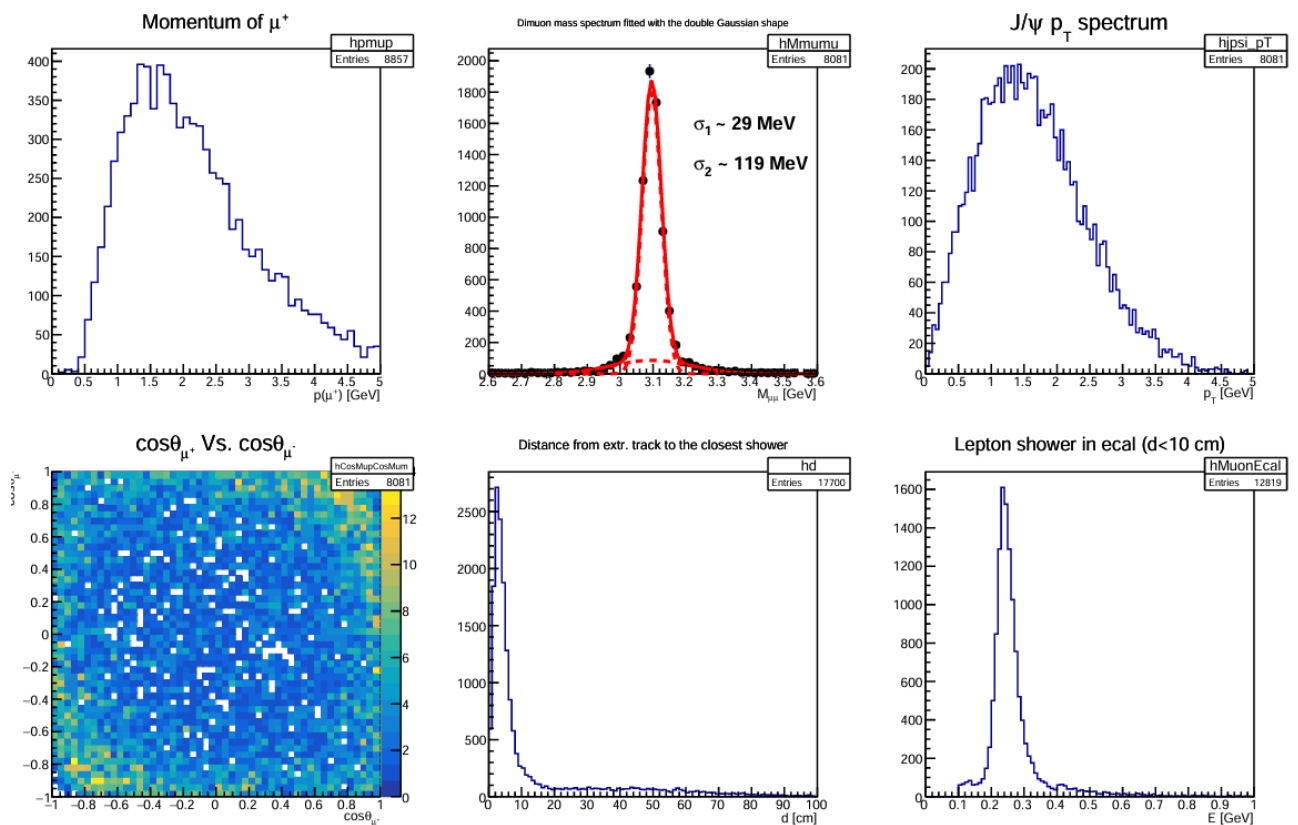 Momentum of μ⁺
hpmup
Entries 8857
400
350
300
250
200
150
100
50
0
0 0.5 1 1.5 2 2.5 3 3.5 4 4.5 5
p(μ⁺) [GeV]
Dimuon mass spectrum fitted with the double Gaussian shape
hMmumu
Entries 8081
2000
1800
1600
1400
1200
1000
800
600
400
200
0
σ₁ ~ 29 MeV
σ₂ ~ 119 MeV
2.6 2.7 2.8 2.9 3 3.1 3.2 3.3 3.4 3.5 3.6
M_μμ [GeV]
J/ψ p_T spectrum
hjpsi_pT
Entries 8081
200
180
160
140
120
100
80
60
40
20
0
0 0.5 1 1.5 2 2.5 3 3.5 4 4.5 5
p_T [GeV]
cosθ_μ⁺ Vs. cosθ_μ⁻
hCosMupCosMum
Entries 8081
cosθ_μ⁻
1
0.8
0.6
0.4
0.2
0
−0.2
−0.4
−0.6
−0.8
−1
−1 −0.8 −0.6 −0.4 −0.2 0 0.2 0.4 0.6 0.8 1
cosθ_μ⁺
12
10
8
6
4
2
0
Distance from extr. track to the closest shower
hd
Entries 17700
2500
2000
1500
1000
500
0
0 10 20 30 40 50 60 70 80 90 100
d [cm]
Lepton shower in ecal (d<10 cm)
hMuonEcal
Entries 12819
1600
1400
1200
1000
800
600
400
200
0
0 0.1 0.2 0.3 0.4 0.5 0.6 0.7 0.8 0.9 1
E [GeV]